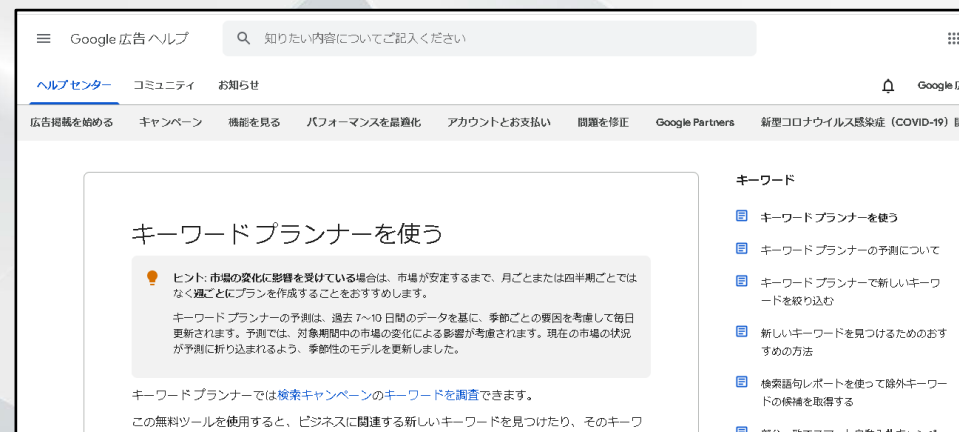 Google 広告 ヘルプ
知りたい内容についてご記入ください
ヘルプ センター コミュニティ お知らせ
Google
広告掲載を始める キャンペーン 機能を見る パフォーマンスを最適化 アカウントとお支払い 問題を修正 Google Partners 新型コロナウイルス感染症（COVID-19）
キーワード プランナーを使う
ヒント: 市場の変化に影響を受けている場合は、市場が安定するまで、月ごとまたは四半期ごとでは
なく週ごとにプランを作成することをおすすめします。
キーワード プランナーの予測は、過去 7～10 日間のデータを基に、季節ごとの要因を考慮して毎日
更新されます。予測では、対象期間中の市場の変化による影響が考慮されます。現在の市場の状況
が予測に折り込まれるよう、季節性のモデルを更新しました。
キーワード プランナーでは検索キャンペーンのキーワードを調査できます。
この無料ツールを使用すると、ビジネスに関連する新しいキーワードを見つけたり、そのキーワ
キーワード
キーワード プランナーを使う
キーワード プランナーの予測について
キーワード プランナーで新しいキーワ
ードを絞り込む
新しいキーワードを見つけるためのおす
すめの方法
検索語句レポートを使って除外キーワー
ドの候補を取得する